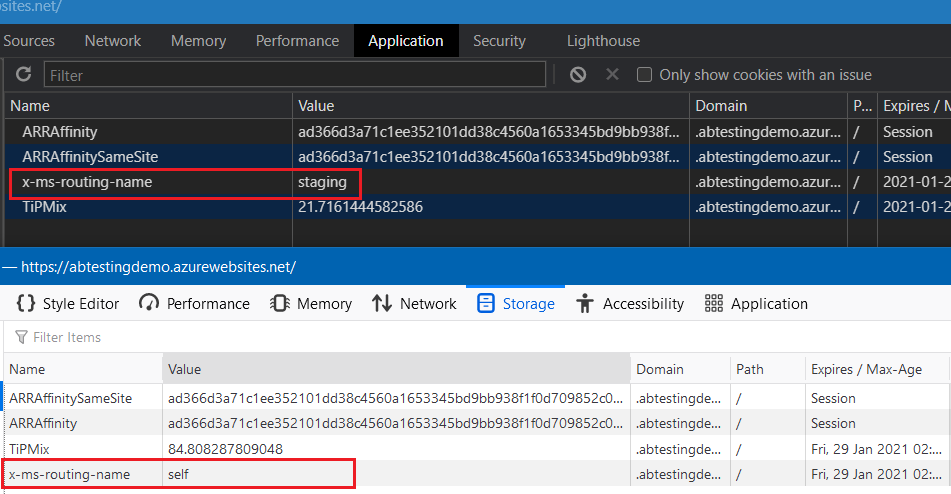 sites.net/
Sources Network Memory Performance Application Security Lighthouse
Filter Only show cookies with an issue
Name Value Domain P... Expires / M
ARRAffinity ad366d3a71c1ee352101dd38c4560a1653345bd9bb938f... .abtestingdemo.azur... / Session
ARRAffinitySameSite ad366d3a71c1ee352101dd38c4560a1653345bd9bb938f... .abtestingdemo.azur... / Session
x-ms-routing-name staging .abtestingdemo.azur... / 2021-01-2
TiPMix 21.7161444582586 .abtestingdemo.azur... / 2021-01-2
— https://abtestingdemo.azurewebsites.net/
{} Style Editor Performance Memory Network Storage Accessibility Application
Filter Items
Name Value Domain Path Expires / Max-Age
ARRAffinitySameSite ad366d3a71c1ee352101dd38c4560a1653345bd9bb938f1f0d709852c0... .abtestingde... / Session
ARRAffinity ad366d3a71c1ee352101dd38c4560a1653345bd9bb938f1f0d709852c0... .abtestingde... / Session
TiPMix 84.808287809048 .abtestingde... / Fri, 29 Jan 2021 02:...
x-ms-routing-name self .abtestingde... / Fri, 29 Jan 2021 02:...